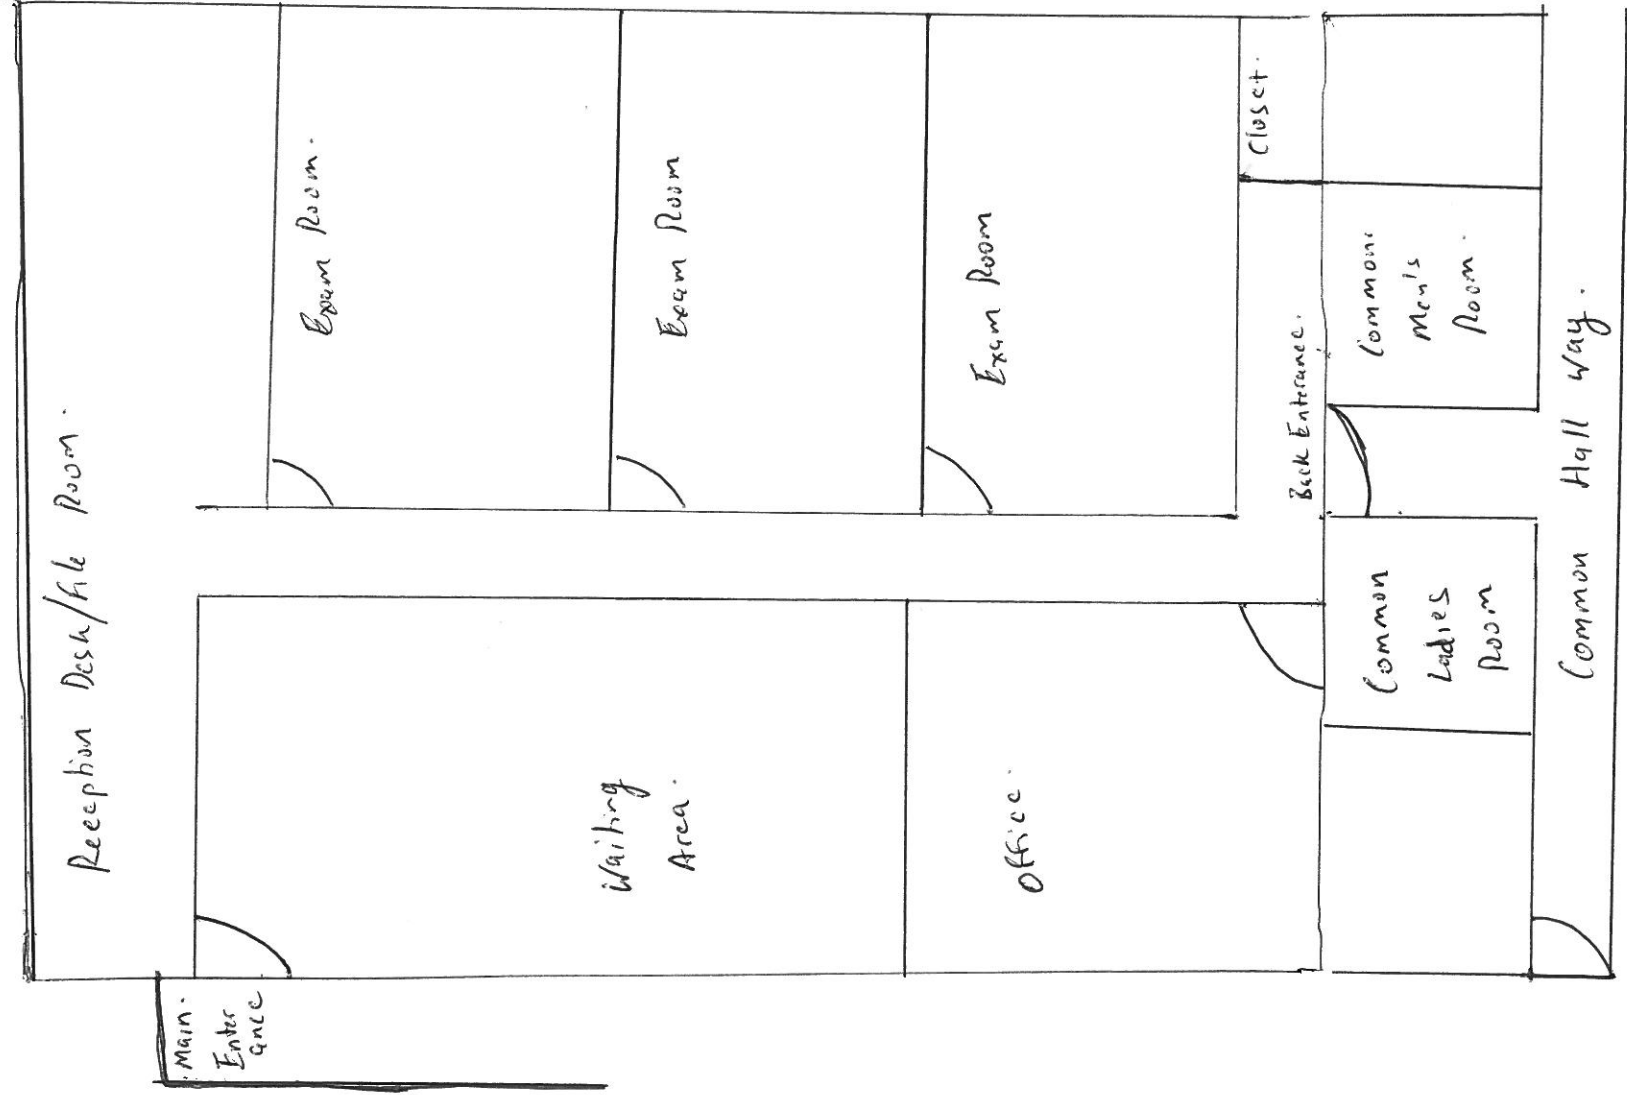 Reception Desk/File Room.
Exam Room.
Exam Room
Exam Room
Closet.
Back Enterance.
Common
Men's
Room.
Common
Ladies
Room
Common Hall way.
Waiting
Area.
Office.
Main.
Enter
ance